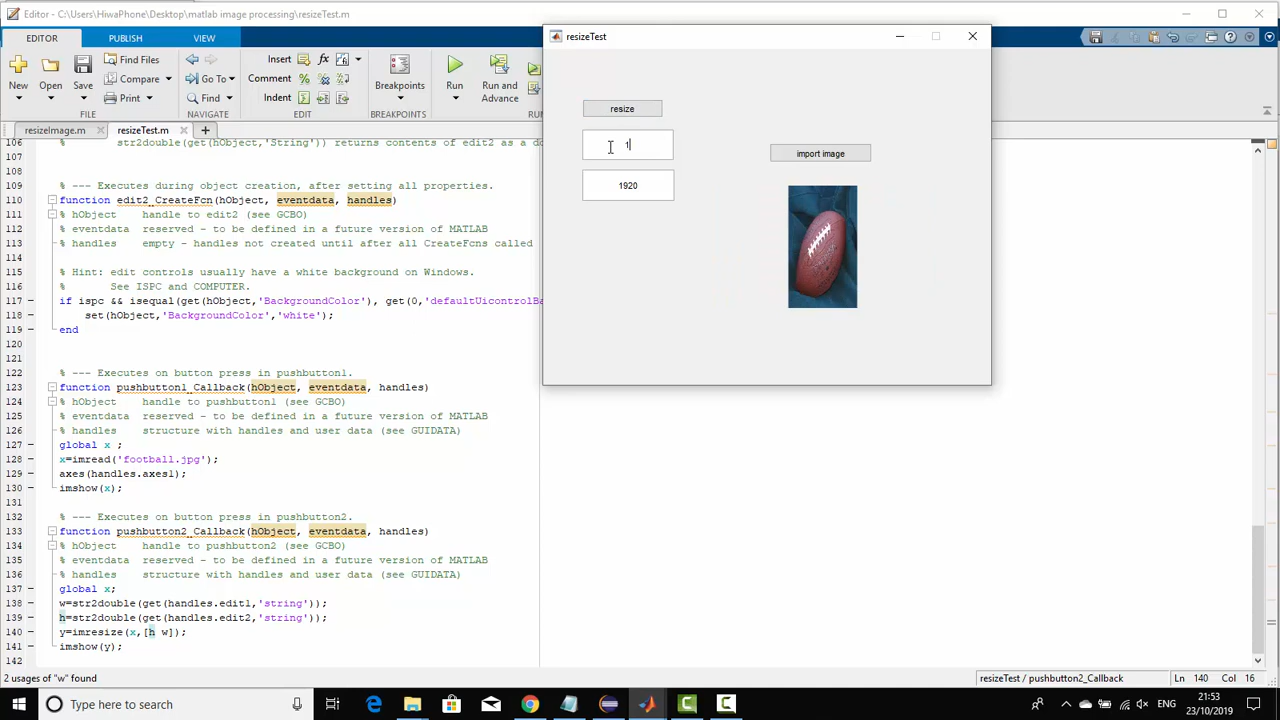 Editor - C:\Users\HiwaPhone\Desktop\matlab image processing\resizeTest.m
EDITOR PUBLISH VIEW
New Open Save
Find Files
Compare
Print
Go To
Find
Insert
Comment
Indent
Breakpoints
Run
Run and
Advance
FILE NAVIGATE EDIT BREAKPOINTS
resizeImage.m resizeTest.m
106 % str2double(get(hObject,'String')) returns contents of edit2 as a do
107
108
109 % --- Executes during object creation, after setting all properties.
110 function edit2_CreateFcn(hObject, eventdata, handles)
111 % hObject handle to edit2 (see GCBO)
112 % eventdata reserved - to be defined in a future version of MATLAB
113 % handles empty - handles not created until after all CreateFcns called
114
115 % Hint: edit controls usually have a white background on Windows.
116 % See ISPC and COMPUTER.
117 if ispc && isequal(get(hObject,'BackgroundColor'), get(0,'defaultUicontrolBa
118 set(hObject,'BackgroundColor','white');
119 end
120
121
122 % --- Executes on button press in pushbutton1.
123 function pushbutton1_Callback(hObject, eventdata, handles)
124 % hObject handle to pushbutton1 (see GCBO)
125 % eventdata reserved - to be defined in a future version of MATLAB
126 % handles structure with handles and user data (see GUIDATA)
127 global x ;
128 x=imread('football.jpg');
129 axes(handles.axes1);
130 imshow(x);
131
132 % --- Executes on button press in pushbutton2.
133 function pushbutton2_Callback(hObject, eventdata, handles)
134 % hObject handle to pushbutton2 (see GCBO)
135 % eventdata reserved - to be defined in a future version of MATLAB
136 % handles structure with handles and user data (see GUIDATA)
137 global x;
138 w=str2double(get(handles.edit1,'string'));
139 h=str2double(get(handles.edit2,'string'));
140 y=imresize(x,[h w]);
141 imshow(y);
142
resizeTest
resize
1
1920
import image
2 usages of "w" found
resizeTest / pushbutton2_Callback
Ln 140 Col 16
Type here to search
ENG
21:53
23/10/2019